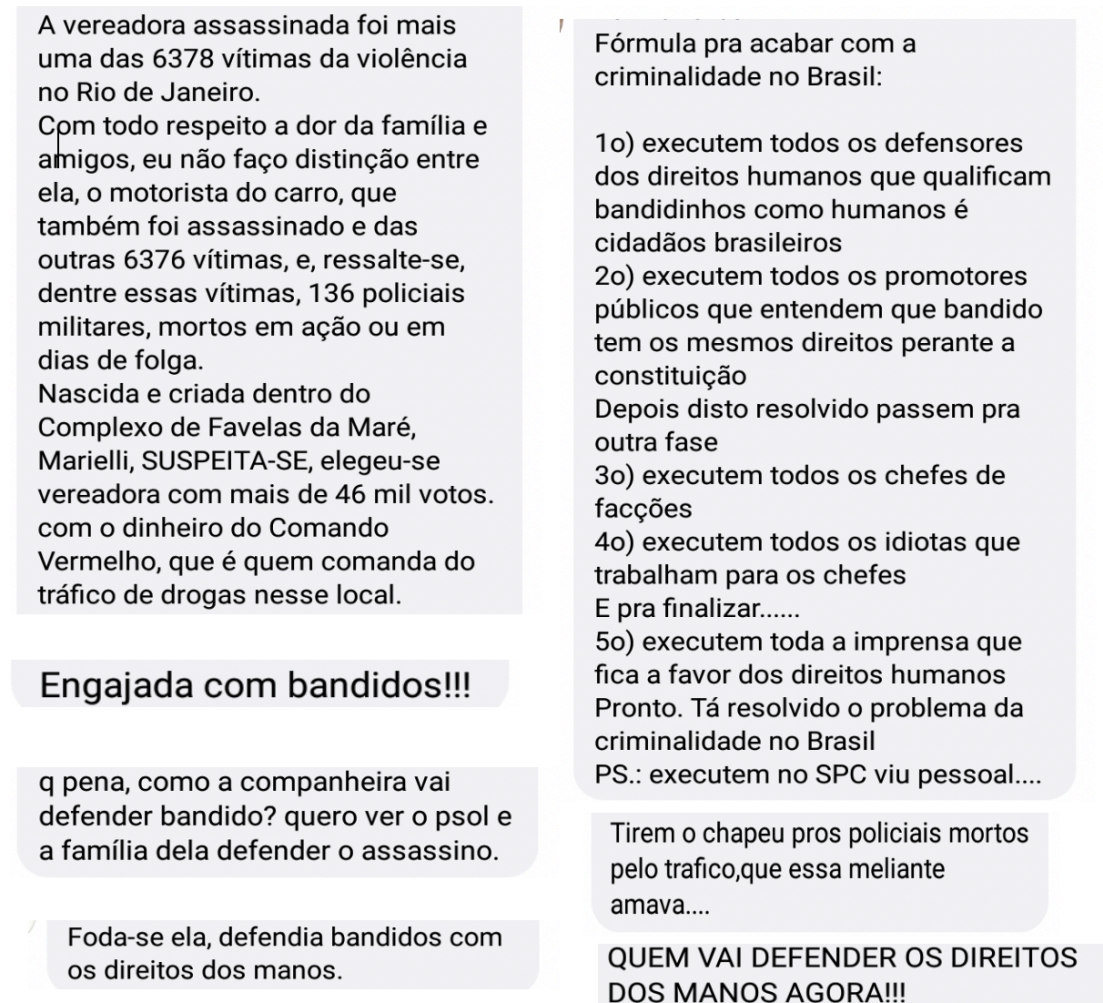 A vereadora assassinada foi mais
uma das 6378 vítimas da violência
no Rio de Janeiro.
Com todo respeito a dor da família e
amigos, eu não faço distinção entre
ela, o motorista do carro, que
também foi assassinado e das
outras 6376 vítimas, e, ressalte-se,
dentre essas vítimas, 136 policiais
militares, mortos em ação ou em
dias de folga.
Nascida e criada dentro do
Complexo de Favelas da Maré,
Marielli, SUSPEITA-SE, elegeu-se
vereadora com mais de 46 mil votos.
com o dinheiro do Comando
Vermelho, que é quem comanda do
tráfico de drogas nesse local.
Engajada com bandidos!!!
q pena, como a companheira vai
defender bandido? quero ver o psol e
a família dela defender o assassino.
Foda-se ela, defendia bandidos com
os direitos dos manos.
Fórmula pra acabar com a
criminalidade no Brasil:
1o) executem todos os defensores
dos direitos humanos que qualificam
bandidinhos como humanos é
cidadãos brasileiros
2o) executem todos os promotores
públicos que entendem que bandido
tem os mesmos direitos perante a
constituição
Depois disto resolvido passem pra
outra fase
3o) executem todos os chefes de
facções
4o) executem todos os idiotas que
trabalham para os chefes
E pra finalizar......
5o) executem toda a imprensa que
fica a favor dos direitos humanos
Pronto. Tá resolvido o problema da
criminalidade no Brasil
PS.: executem no SPC viu pessoal....
Tirem o chapeu pros policiais mortos
pelo trafico,que essa meliante
amava....
QUEM VAI DEFENDER OS DIREITOS
DOS MANOS AGORA!!!